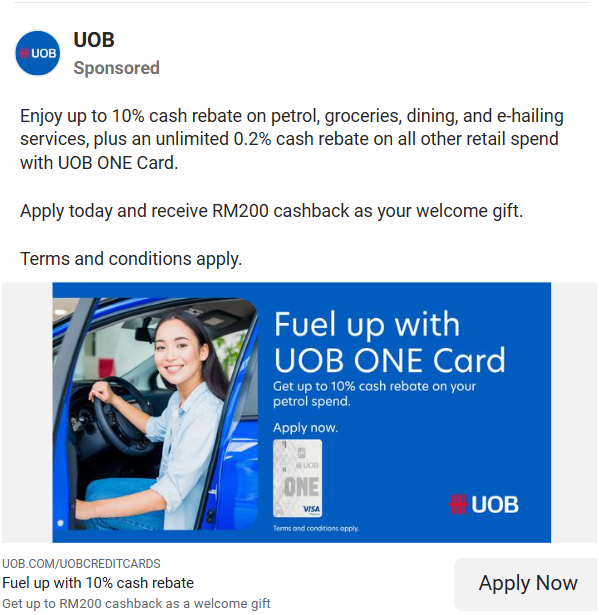 UOB
UOB
Sponsored
Enjoy up to 10% cash rebate on petrol, groceries, dining, and e-hailing
services, plus an unlimited 0.2% cash rebate on all other retail spend
with UOB ONE Card.
Apply today and receive RM200 cashback as your welcome gift.
Terms and conditions apply.
Fuel up with
UOB ONE Card
Get up to 10% cash rebate on your
petrol spend.
Apply now.
UOB
ONE
VISA
UOB
Terms and conditions apply.
UOB.COM/UOBCREDITCARDS
Fuel up with 10% cash rebate
Get up to RM200 cashback as a welcome gift
Apply Now